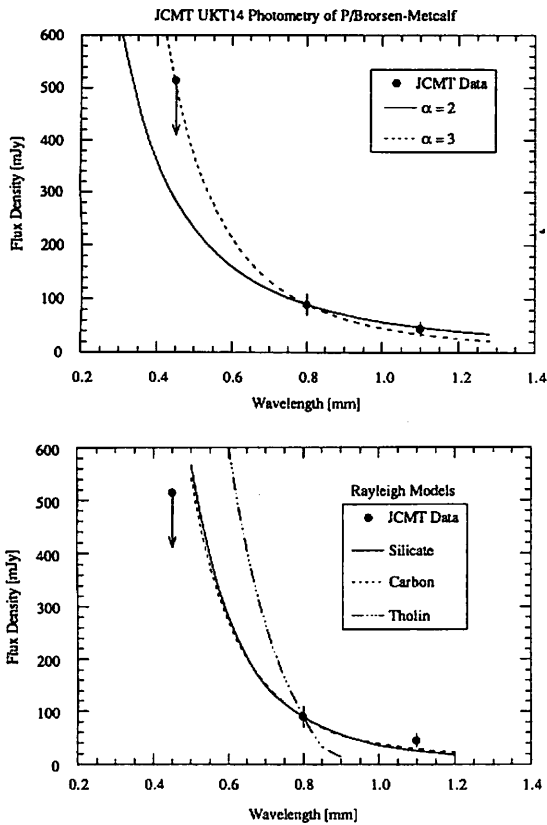 JCMT UKT14 Photometry of P/Brorsen-Metcalf
600
500
400
300
200
100
0
Flux Density [mJy]
JCMT Data
α = 2
α = 3
0.2 0.4 0.6 0.8 1.0 1.2 1.4
Wavelength [mm]
600
500
400
300
200
100
0
Flux Density [mJy]
Rayleigh Models
JCMT Data
Silicate
Carbon
Tholin
0.2 0.4 0.6 0.8 1.0 1.2 1.4
Wavelength [mm]